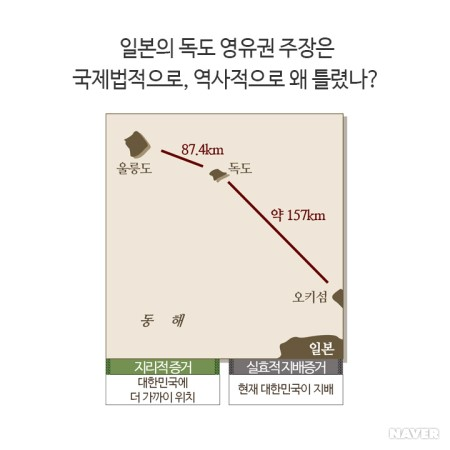 일본의 독도 영유권 주장은
국제법적으로, 역사적으로 왜 틀렸나?
87.4km
울릉도
독도
약 157km
오키섬
동 해
일본
지리적 증거
대한민국에
더 가까이 위치
실효적 지배증거
현재 대한민국이 지배
NAVER